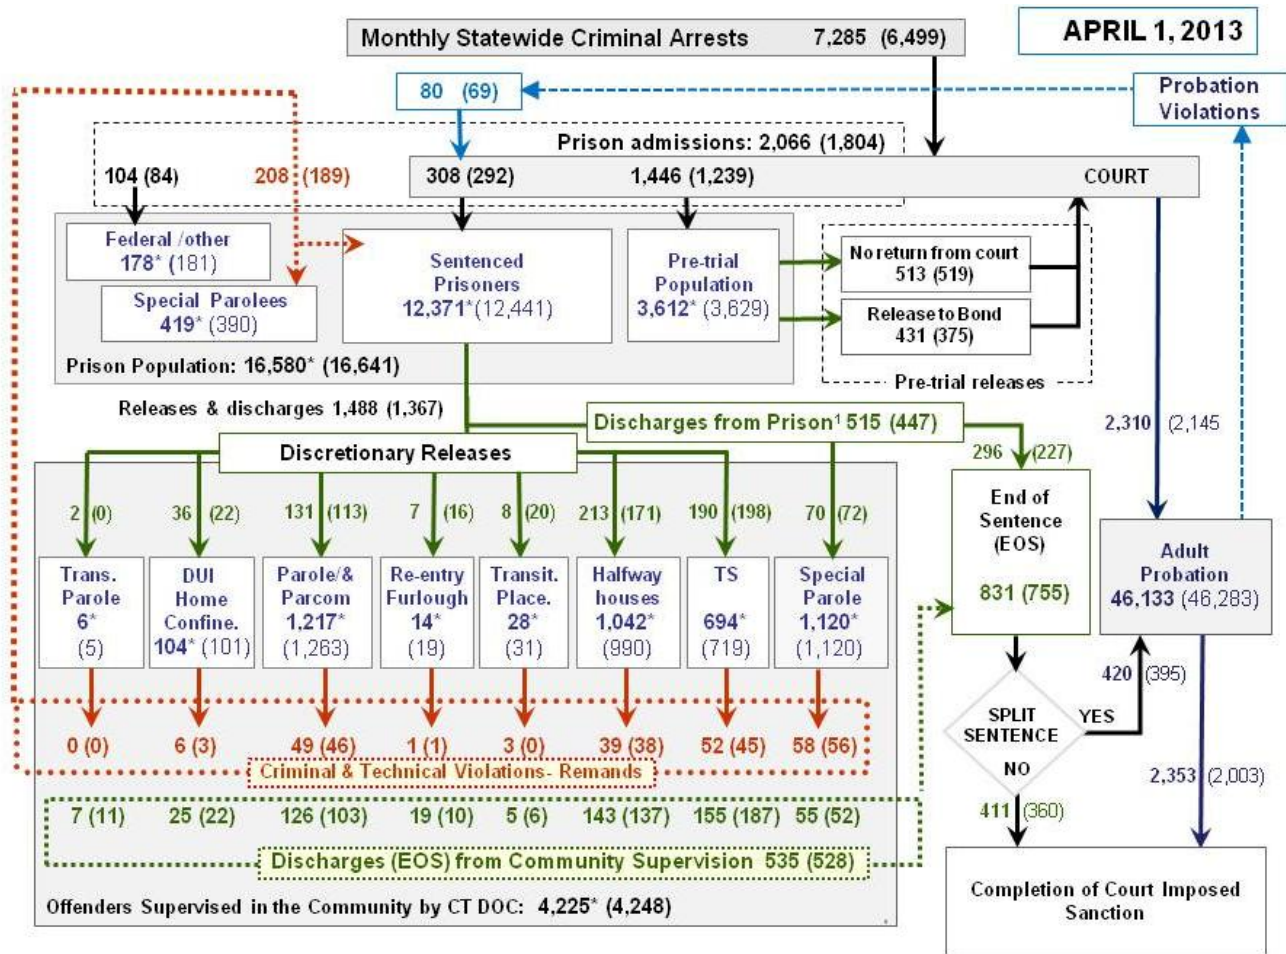 Monthly Statewide Criminal Arrests 7,285 (6,499)
APRIL 1, 2013
80 (69)
Probation
Violations
Prison admissions: 2,066 (1,804)
104 (84)
208 (189)
308 (292)
1,446 (1,239)
COURT
Federal /other
178* (181)
Special Parolees
419* (390)
Sentenced
Prisoners
12,371*(12,441)
Pre-trial
Population
3,612* (3,629)
No return from court
513 (519)
Release to Bond
431 (375)
Pre-trial releases
Prison Population: 16,580* (16,641)
Releases & discharges 1,488 (1,367)
Discharges from Prison¹ 515 (447)
Discretionary Releases
296 (227)
2,310 (2,145
2 (0)
36 (22)
131 (113)
7 (16)
8 (20)
213 (171)
190 (198)
70 (72)
Trans.
Parole
6*
(5)
DUI
Home
Confine.
104* (101)
Parole/&
Parcom
1,217*
(1,263)
Re-entry
Furlough
14*
(19)
Transit.
Place.
28*
(31)
Halfway
houses
1,042*
(990)
TS
694*
(719)
Special
Parole
1,120*
(1,120)
End of
Sentence
(EOS)
831 (755)
Adult
Probation
46,133 (46,283)
420 (395)
SPLIT
SENTENCE
YES
NO
411 (360)
2,353 (2,003)
0 (0)
6 (3)
49 (46)
1 (1)
3 (0)
39 (38)
52 (45)
58 (56)
Criminal & Technical Violations- Remands
7 (11)
25 (22)
126 (103)
19 (10)
5 (6)
143 (137)
155 (187)
55 (52)
Discharges (EOS) from Community Supervision 535 (528)
Offenders Supervised in the Community by CT DOC: 4,225* (4,248)
Completion of Court Imposed
Sanction